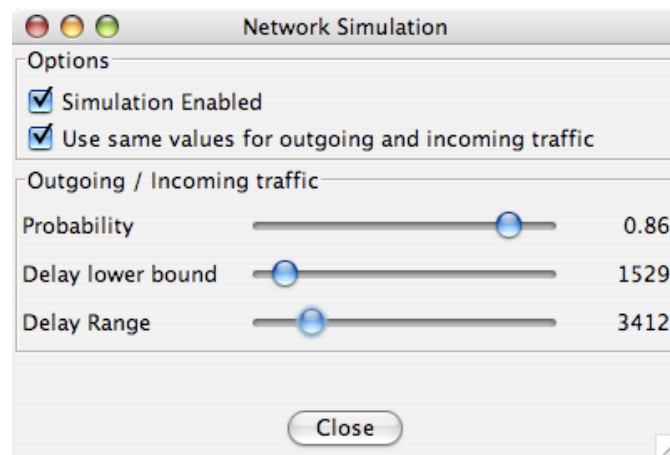 Network Simulation
Options
Simulation Enabled
Use same values for outgoing and incoming traffic
Outgoing / Incoming traffic
Probability 0.86
Delay lower bound 1529
Delay Range 3412
Close